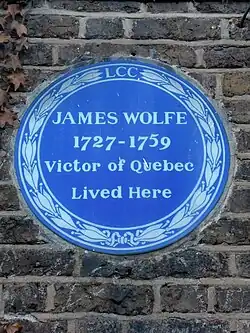 LCC
JAMES WOLFE
1727-1759
Victor of Quebec
Lived Here